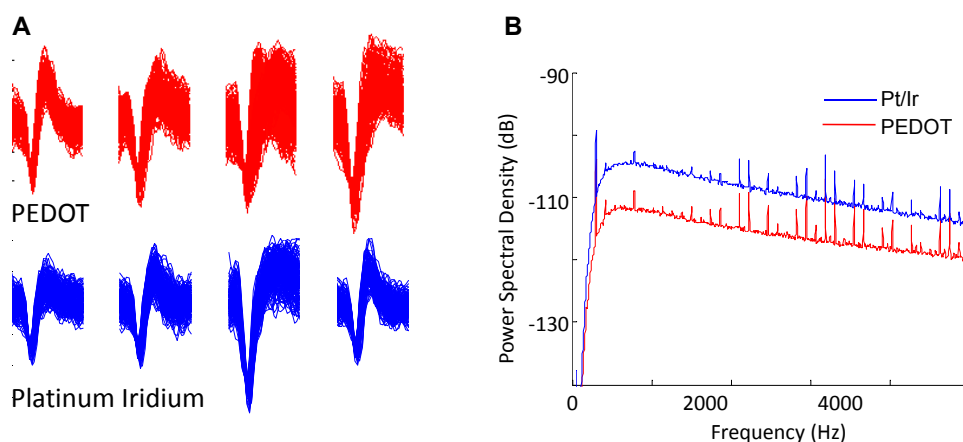 A
PEDOT
Platinum Iridium
B
-90
Pt/Ir
PEDOT
-110
-130
Power Spectral Density (dB)
0 2000 4000
Frequency (Hz)